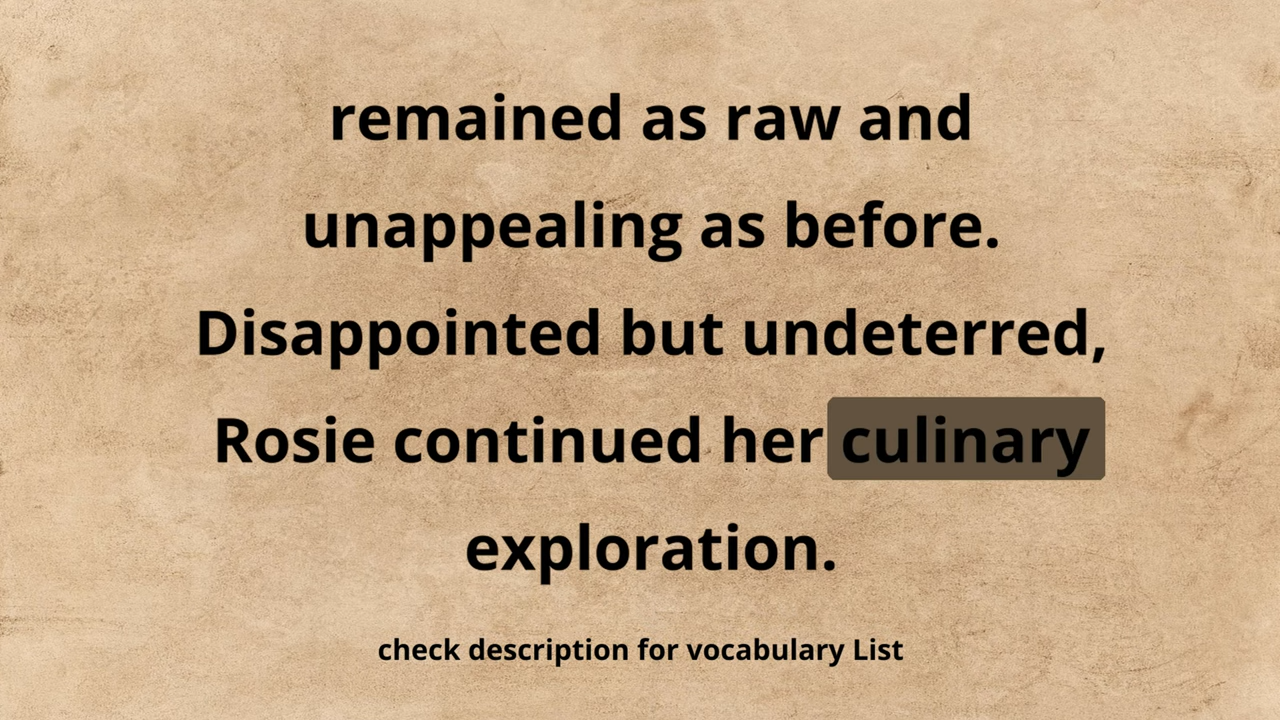 remained as raw and
unappealing as before.
Disappointed but undeterred,
Rosie continued her culinary
exploration.
check description for vocabulary List